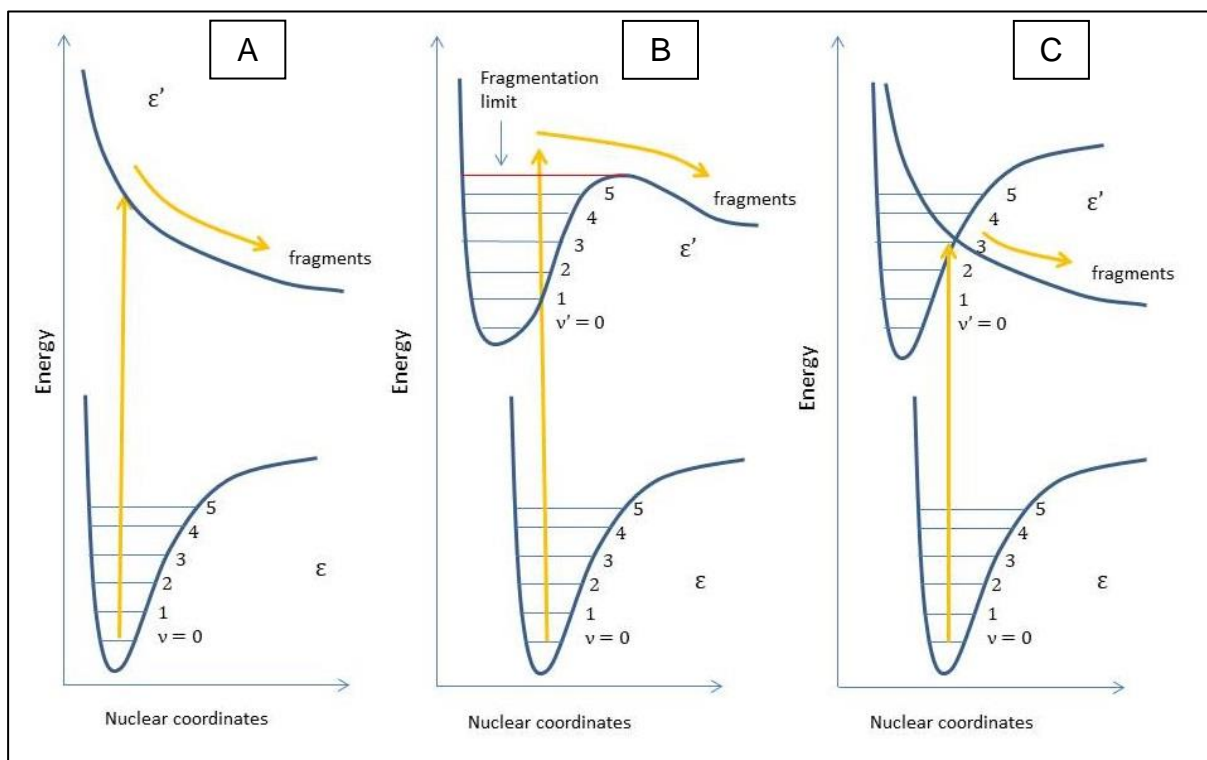 A
ε’
fragments
Energy
5
4
3
2
1
ν = 0
ε
Nuclear coordinates
B
Fragmentation
limit
fragments
5
4
3
2
1
ν’ = 0
ε’
Energy
5
4
3
2
1
ν = 0
ε
Nuclear coordinates
C
ε’
4
3
2
1
ν’ = 0
fragments
5
Energy
5
4
3
2
1
ν = 0
ε
Nuclear coordinates